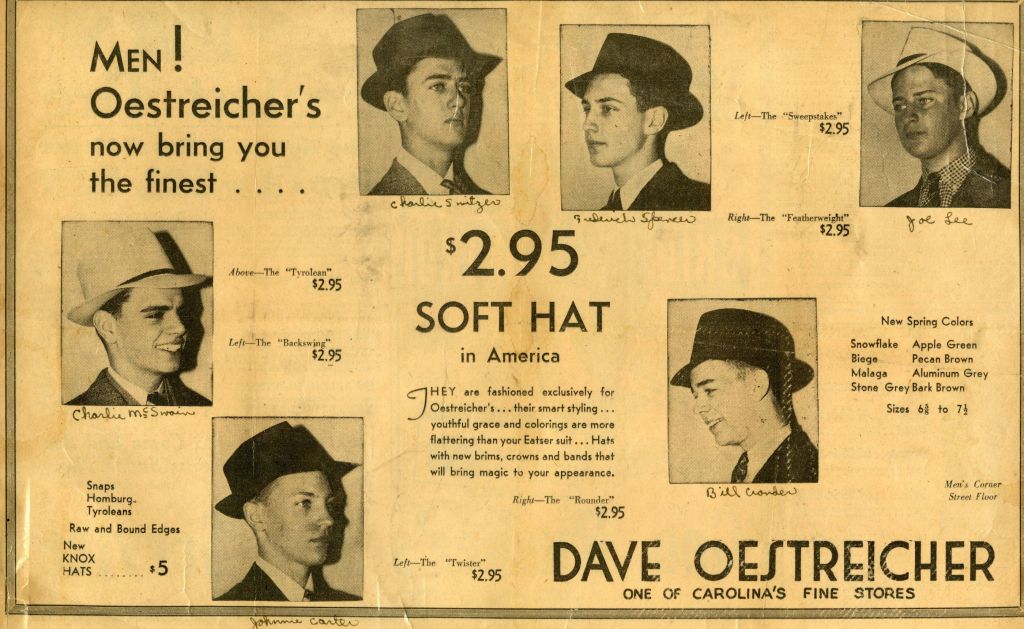 MEN!
Oestreicher's
now bring you
the finest ....
Charlie
Frederick Spencer
Left—The "Sweepstakes"
$2.95
Right—The "Featherweight"
$2.95
Joe Lee
Above—The "Tyrolean"
$2.95
Left—The "Backswing"
$2.95
Charlie McSwain
$2.95
SOFT HAT
in America
THEY are fashioned exclusively for
Oestreicher's...their smart styling...
youthful grace and colorings are more
flattering than your Eatser suit...Hats
with new brims, crowns and bands that
will bring magic to your appearance.
Right—The "Rounder"
$2.95
Bill Crowder
New Spring Colors
Snowflake Apple Green
Biege Pecan Brown
Malaga Aluminum Grey
Stone Grey Bark Brown
Sizes 6⅝ to 7½
Men's Corner
Street Floor
Snaps
Homburg
Tyroleans
Raw and Bound Edges
New
KNOX
HATS ........ $5
Johnnie Carter
Left—The "Twister"
$2.95
DAVE OESTREICHER
ONE OF CAROLINA'S FINE STORES